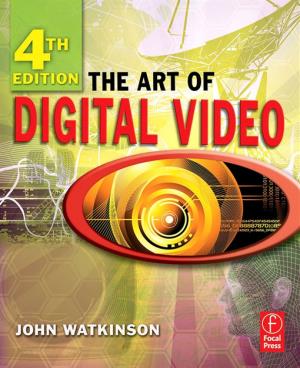 4TH
EDITION
THE ART OF
DIGITAL VIDEO
JOHN WATKINSON
Focal
Press